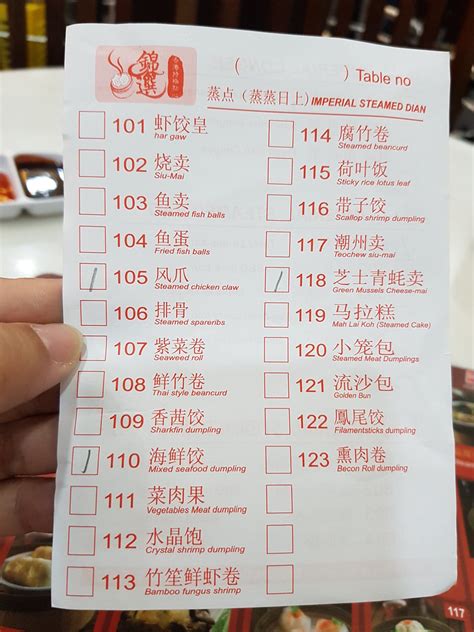 錦選
( ) Table no
蒸点（蒸蒸日上）IMPERIAL STEAMED DIAN
101 虾饺皇
har gaw
102 烧卖
Siu-Mai
103 鱼卖
Steamed fish balls
104 鱼蛋
Fried fish balls
105 凤爪
Steamed chicken claw
106 排骨
Steamed spareribs
107 紫菜卷
Seaweed roll
108 鲜竹卷
Thai style beancurd
109 香茜饺
Sharkfin dumpling
110 海鲜饺
Mixed seafood dumpling
111 菜肉果
Vegetables Meat dumpling
112 水晶饱
Crystal shrimp dumpling
113 竹笙鲜虾卷
Bamboo fungus shrimp
114 腐竹卷
Steamed beancurd
115 荷叶饭
Sticky rice lotus leaf
116 带子饺
Scallop shrimp dumpling
117 潮州卖
Teochew siu-mai
118 芝士青蚝卖
Green Mussels Cheese-mai
119 马拉糕
Mah Lai Koh (Steamed Cake)
120 小笼包
Steamed Meat Dumplings
121 流沙包
Golden Bun
122 鳳尾饺
Filamentsticks dumpling
123 熏肉卷
Becon Roll dumpling
117